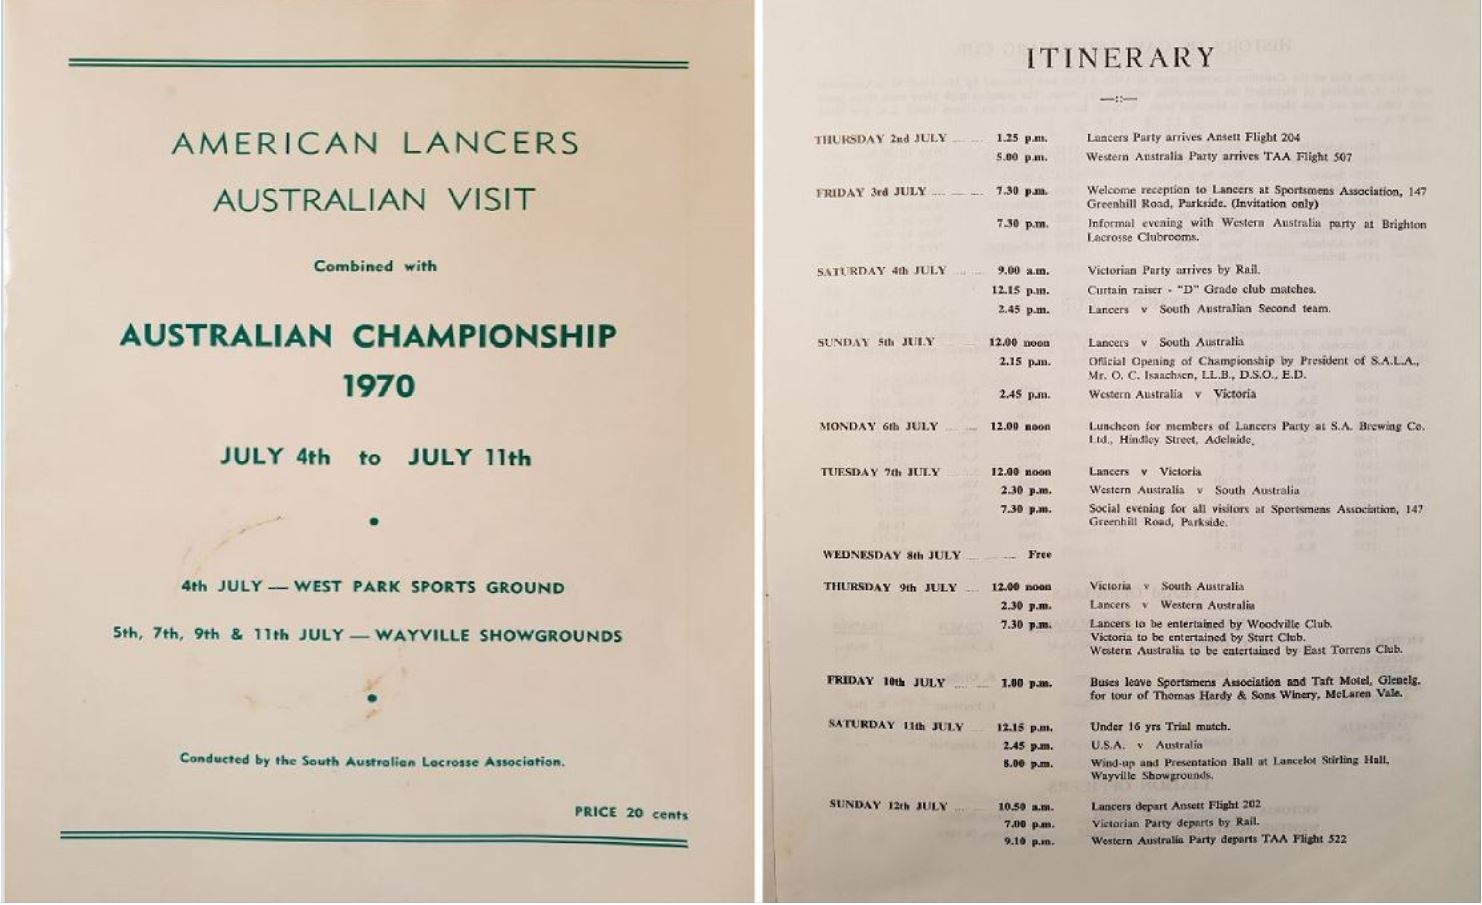 AMERICAN LANCERS
AUSTRALIAN VISIT
Combined with
AUSTRALIAN CHAMPIONSHIP
1970
JULY 4th to JULY 11th
4th JULY — WEST PARK SPORTS GROUND
5th, 7th, 9th & 11th JULY — WAYVILLE SHOWGROUNDS
Conducted by the South Australian Lacrosse Association.
PRICE 20 cents
ITINERARY
THURSDAY 2nd JULY .... .... 1.25 p.m. Lancers Party arrives Ansett Flight 204
5.00 p.m. Western Australia Party arrives TAA Flight 507
FRIDAY 3rd JULY .... .... .... 7.30 p.m. Welcome reception to Lancers at Sportsmens Association, 147
Greenhill Road, Parkside. (Invitation only)
7.30 p.m. Informal evening with Western Australia party at Brighton
Lacrosse Clubrooms.
SATURDAY 4th JULY .... .... 9.00 a.m. Victorian Party arrives by Rail.
12.15 p.m. Curtain raiser - "D" Grade club matches.
2.45 p.m. Lancers v South Australian Second team.
SUNDAY 5th JULY .... .... 12.00 noon Lancers v South Australia
2.15 p.m. Official Opening of Championship by President of S.A.L.A.,
Mr. O. C. Isaachsen, LL.B., D.S.O., E.D.
2.45 p.m. Western Australia v Victoria
MONDAY 6th JULY .... .... 12.00 noon Luncheon for members of Lancers Party at S.A. Brewing Co.
Ltd., Hindley Street, Adelaide.
TUESDAY 7th JULY .... .... 12.00 noon Lancers v Victoria
2.30 p.m. Western Australia v South Australia
7.30 p.m. Social evening for all visitors at Sportsmens Association, 147
Greenhill Road, Parkside.
WEDNESDAY 8th JULY .... .... .... Free
THURSDAY 9th JULY .... .... 12.00 noon Victoria v South Australia
2.30 p.m. Lancers v Western Australia
7.30 p.m. Lancers to be entertained by Woodville Club.
Victoria to be entertained by Sturt Club.
Western Australia to be entertained by East Torrens Club.
FRIDAY 10th JULY .... .... 1.00 p.m. Buses leave Sportsmens Association and Taft Motel, Glenelg,
for tour of Thomas Hardy & Sons Winery, McLaren Vale.
SATURDAY 11th JULY .... 12.15 p.m. Under 16 yrs Trial match.
2.45 p.m. U.S.A. v Australia
8.00 p.m. Wind-up and Presentation Ball at Lancelot Stirling Hall,
Wayville Showgrounds.
SUNDAY 12th JULY .... .... 10.50 a.m. Lancers depart Ansett Flight 202
7.00 p.m. Victorian Party departs by Rail.
9.10 p.m. Western Australia Party departs TAA Flight 522